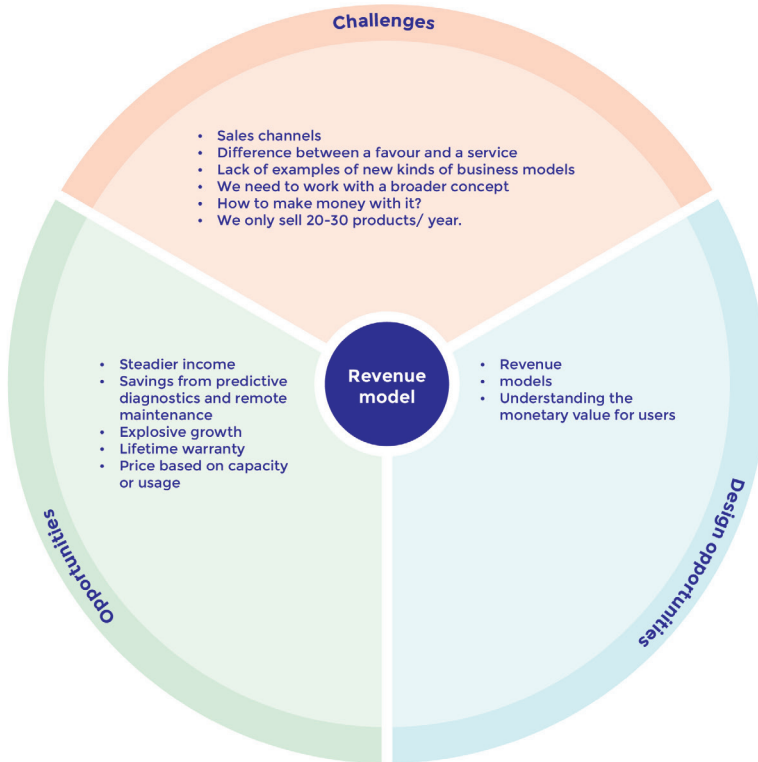 Challenges
• Sales channels
• Difference between a favour and a service
• Lack of examples of new kinds of business models
• We need to work with a broader concept
• How to make money with it?
• We only sell 20-30 products/ year.
• Steadier income
• Savings from predictive
diagnostics and remote
maintenance
• Explosive growth
• Lifetime warranty
• Price based on capacity
or usage
Revenue
model
• Revenue
• models
• Understanding the
monetary value for users
Opportunities
Design opportunities